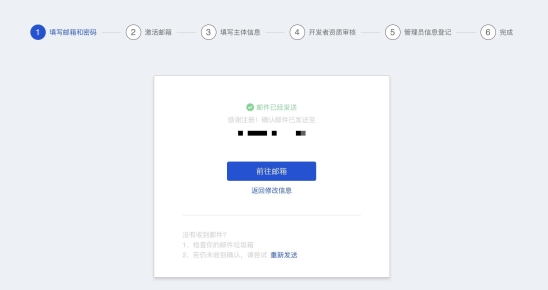 1 填写邮箱和密码
2 激活邮箱
3 填写主体信息
4 开发者资质审核
5 管理员信息登记
6 完成
邮件已经发送
感谢注册！确认邮件已发送至
前往邮箱
返回修改信息
没有收到邮件？
1、检查你的邮件垃圾箱
2、若仍未收到确认，请尝试 重新发送